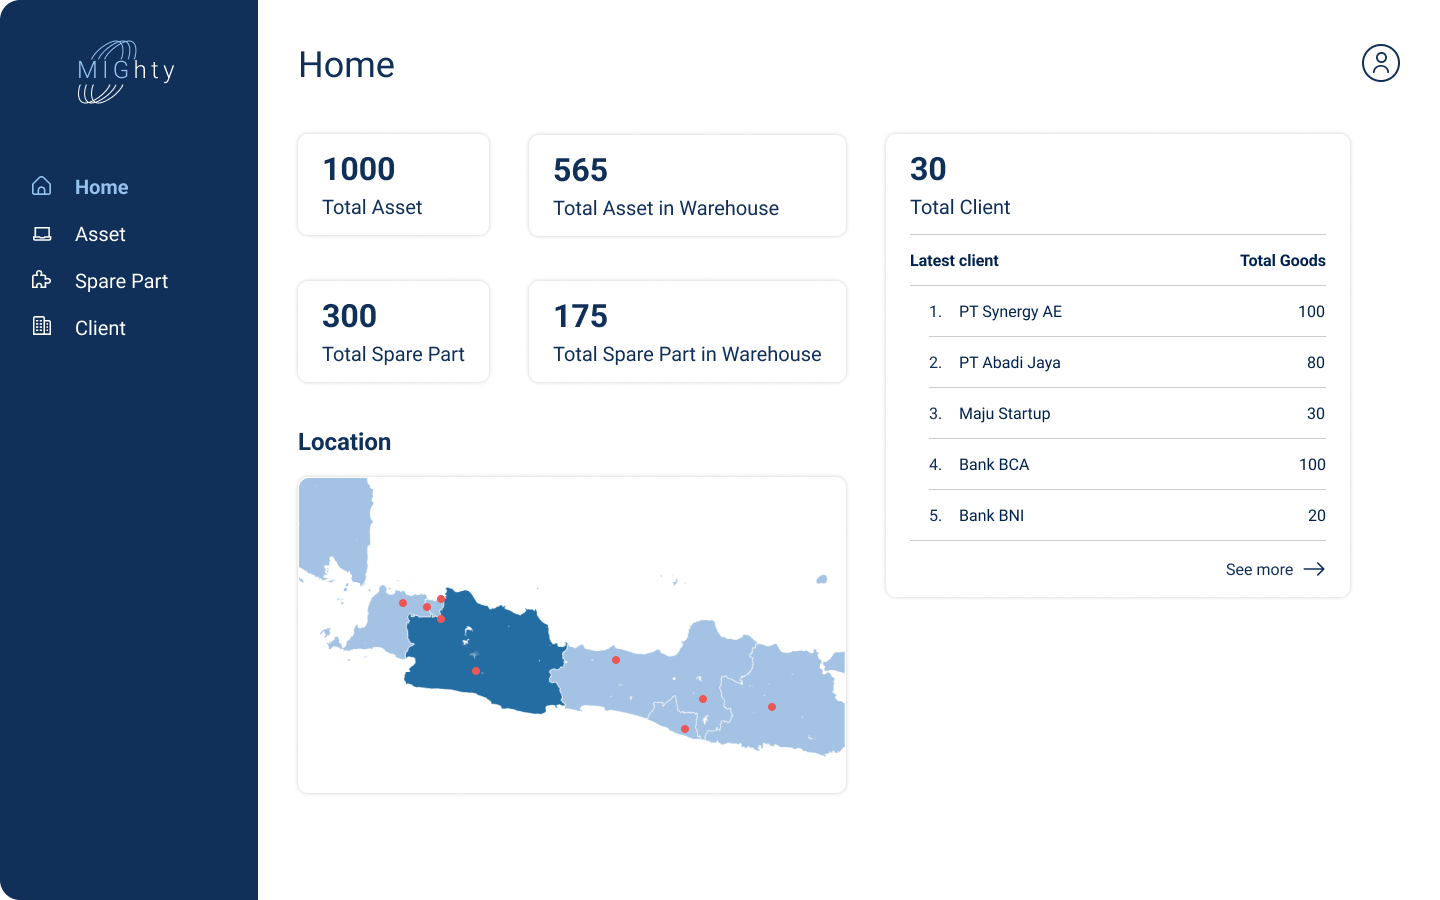 MIGhty
Home
Asset
Spare Part
Client
Home
1000
Total Asset
565
Total Asset in Warehouse
300
Total Spare Part
175
Total Spare Part in Warehouse
Location
30
Total Client
Latest client Total Goods
1. PT Synergy AE 100
2. PT Abadi Jaya 80
3. Maju Startup 30
4. Bank BCA 100
5. Bank BNI 20
See more